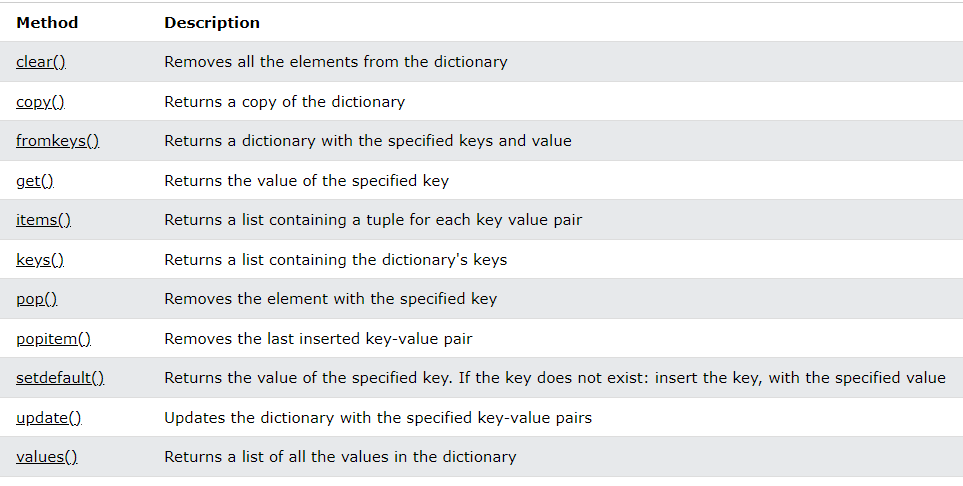 Method Description
clear() Removes all the elements from the dictionary
copy() Returns a copy of the dictionary
fromkeys() Returns a dictionary with the specified keys and value
get() Returns the value of the specified key
items() Returns a list containing a tuple for each key value pair
keys() Returns a list containing the dictionary's keys
pop() Removes the element with the specified key
popitem() Removes the last inserted key-value pair
setdefault() Returns the value of the specified key. If the key does not exist: insert the key, with the specified value
update() Updates the dictionary with the specified key-value pairs
values() Returns a list of all the values in the dictionary